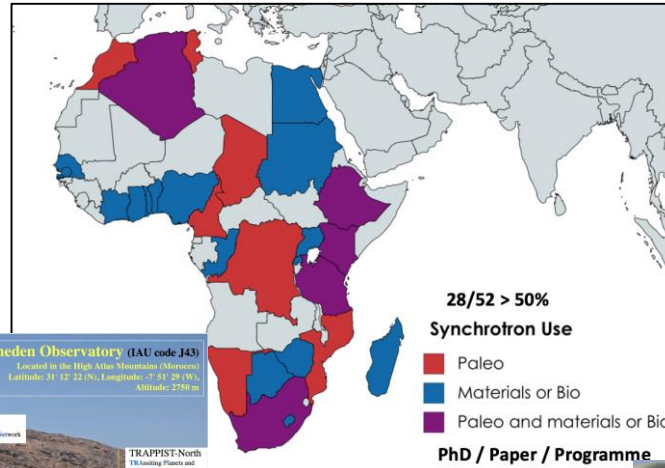 28/52 > 50%
Synchrotron Use
Paleo
Materials or Bio
Paleo and materials or Bio
PhD / Paper / Programme
Observatory (IAU code J43)
Located in the High Atlas Mountains (Morocco)
Latitude: 31° 12' 22 (N), Longitude: -7° 51' 29 (W),
Altitude: 2750 m
TRAPPIST-North
TRAnsiting Planets and